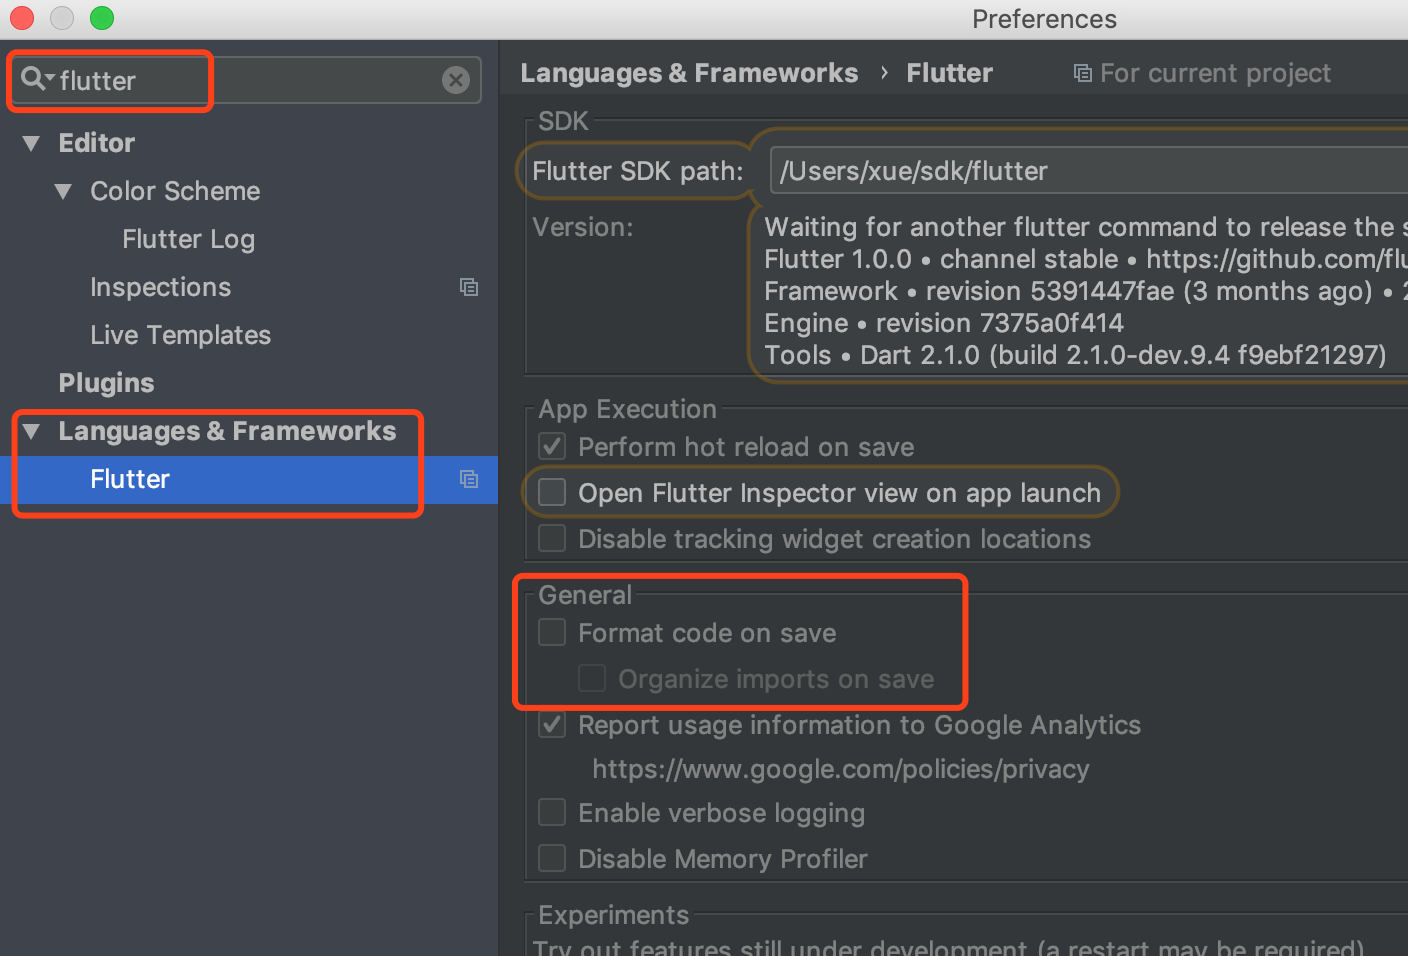 Preferences
flutter
Editor
Color Scheme
Flutter Log
Inspections
Live Templates
Plugins
Languages & Frameworks
Flutter
Languages & Frameworks › Flutter
For current project
SDK
Flutter SDK path: /Users/xue/sdk/flutter
Version: Waiting for another flutter command to release the s
Flutter 1.0.0 • channel stable • https://github.com/flu
Framework • revision 5391447fae (3 months ago) • 2
Engine • revision 7375a0f414
Tools • Dart 2.1.0 (build 2.1.0-dev.9.4 f9ebf21297)
App Execution
Perform hot reload on save
Open Flutter Inspector view on app launch
Disable tracking widget creation locations
General
Format code on save
Organize imports on save
Report usage information to Google Analytics
https://www.google.com/policies/privacy
Enable verbose logging
Disable Memory Profiler
Experiments
Try out features still under development (a restart may be required)